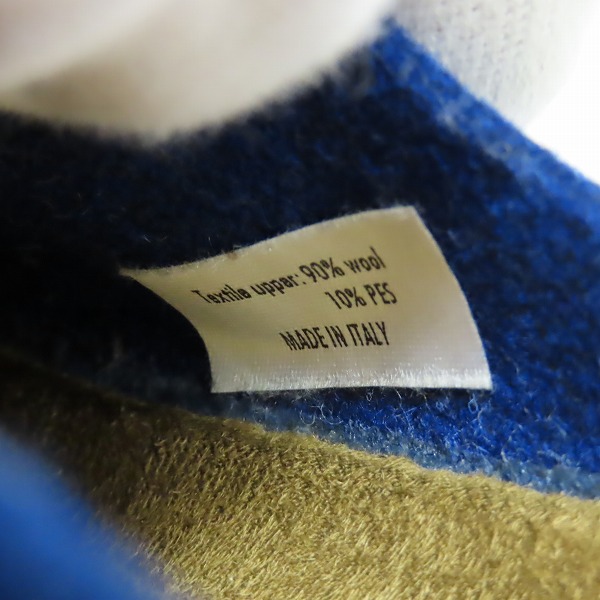 Textile upper: 90% wool
10% PES
MADE IN ITALY